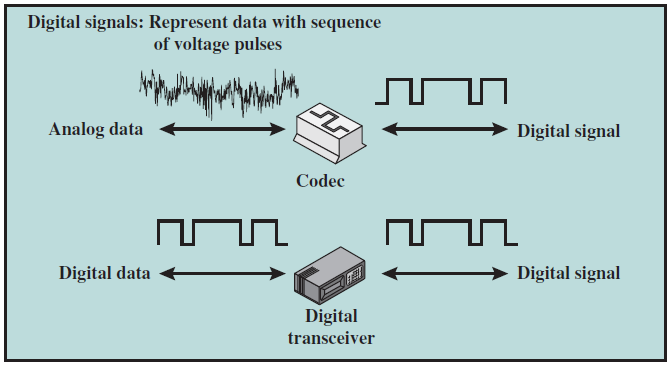 Digital signals: Represent data with sequence
of voltage pulses
Analog data
Digital signal
Codec
Digital data
Digital signal
Digital
transceiver